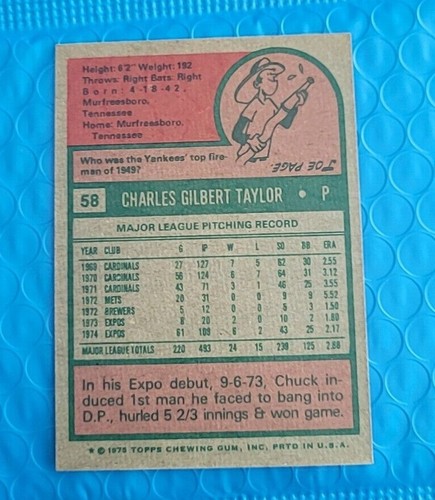 Height: 6'2" Weight: 192
Throws: Right Bats: Right
Born: 4-18-42,
Murfreesboro,
Tennessee
Home: Murfreesboro,
Tennessee
JOE PAGE.
Who was the Yankees' top fire-
man of 1949?
58 CHARLES GILBERT TAYLOR • P
MAJOR LEAGUE PITCHING RECORD
YEAR CLUB G IP W L SO BB ERA
1969 CARDINALS 27 127 7 5 62 30 2.55
1970 CARDINALS 56 124 6 7 64 31 3.12
1971 CARDINALS 43 71 3 1 46 25 3.55
1972 METS 20 31 0 0 9 9 5.52
1972 BREWERS 5 12 0 0 5 3 1.50
1973 EXPOS 8 20 2 0 10 2 1.80
1974 EXPOS 61 108 6 2 43 25 2.17
MAJOR LEAGUE TOTALS 220 493 24 15 239 125 2.88
In his Expo debut, 9-6-73, Chuck in-
duced 1st man he faced to bang into
D.P., hurled 5 2/3 innings & won game.
★ © 1975 TOPPS CHEWING GUM, INC. PRTD IN U.S.A.